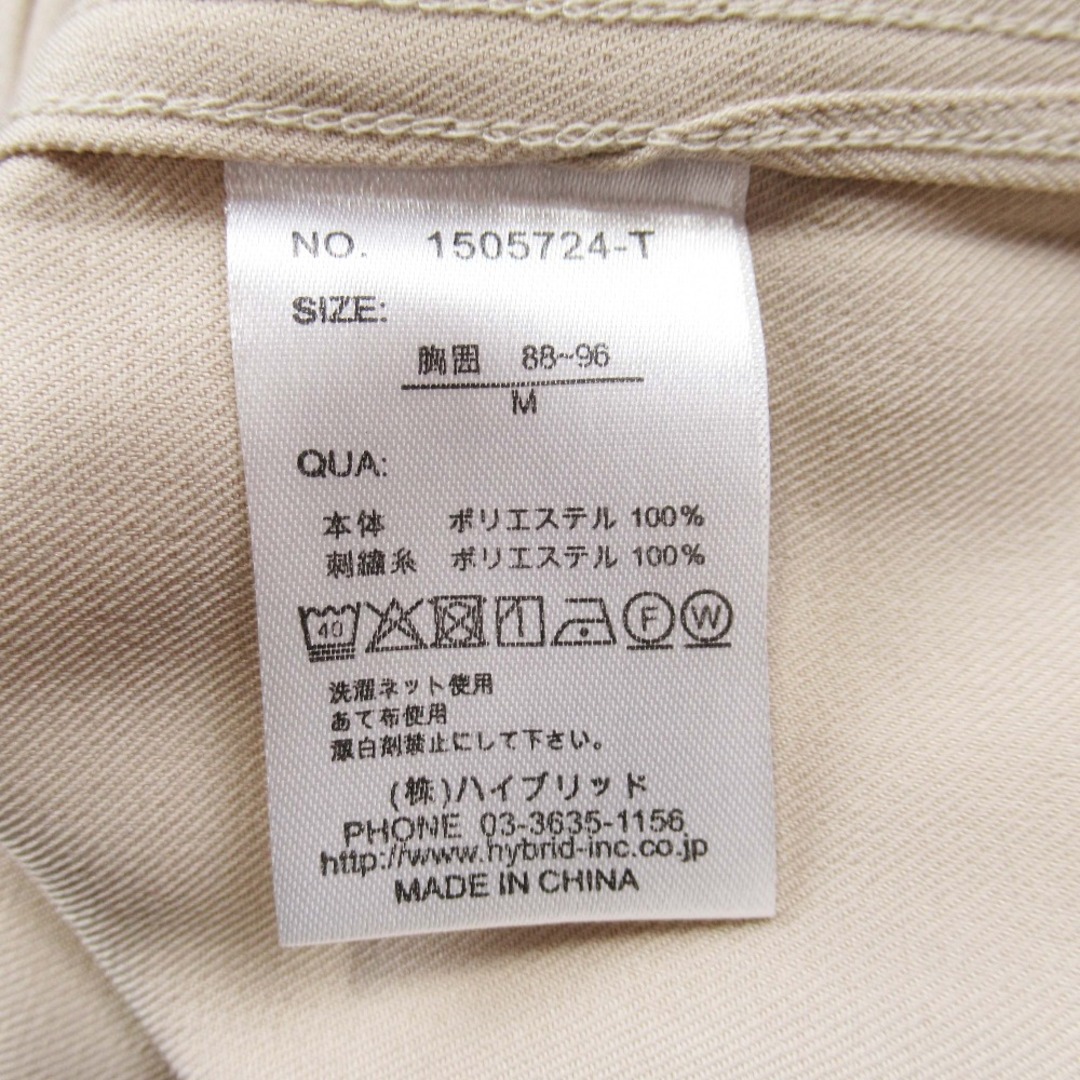 NO. 1505724-T
SIZE:
胸囲 88~96
M
QUA:
本体 ポリエステル 100%
刺繍糸 ポリエステル 100%
40 F W
洗濯ネット使用
あて布使用
漂白剤禁止にして下さい。
(株)ハイブリッド
PHONE 03-3635-1156
http://www.hybrid-inc.co.jp
MADE IN CHINA